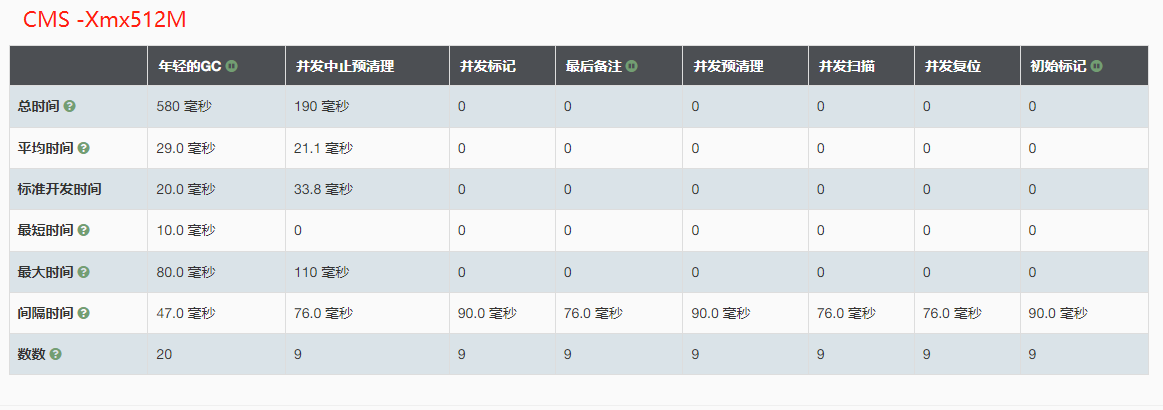 CMS -Xmx512M
年轻的GC 并发中止预清理 并发标记 最后备注 并发预清理 并发扫描 并发复位 初始标记
总时间 580 毫秒 190 毫秒 0 0 0 0 0 0
平均时间 29.0 毫秒 21.1 毫秒 0 0 0 0 0 0
标准开发时间 20.0 毫秒 33.8 毫秒 0 0 0 0 0 0
最短时间 10.0 毫秒 0 0 0 0 0 0 0
最大时间 80.0 毫秒 110 毫秒 0 0 0 0 0 0
间隔时间 47.0 毫秒 76.0 毫秒 90.0 毫秒 76.0 毫秒 90.0 毫秒 76.0 毫秒 76.0 毫秒 90.0 毫秒
数数 20 9 9 9 9 9 9 9